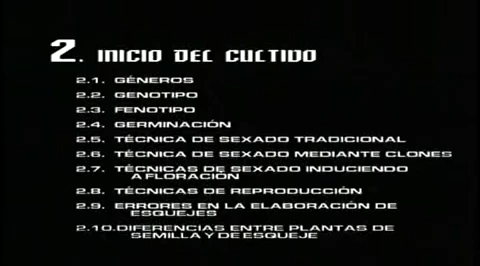 2. INICIO DEL CULTIVO
2.1. GÉNEROS
2.2. GENOTIPO
2.3. FENOTIPO
2.4. GERMINACIÓN
2.5. TÉCNICA DE SEXADO TRADICIONAL
2.6. TÉCNICA DE SEXADO MEDIANTE CLONES
2.7. TÉCNICAS DE SEXADO INDUCIENDO
A FLORACIÓN
2.8. TÉCNICAS DE REPRODUCCIÓN
2.9. ERRORES EN LA ELABORACIÓN DE
ESQUEJES
2.10.DIFERENCIAS ENTRE PLANTAS DE
SEMILLA Y DE ESQUEJE